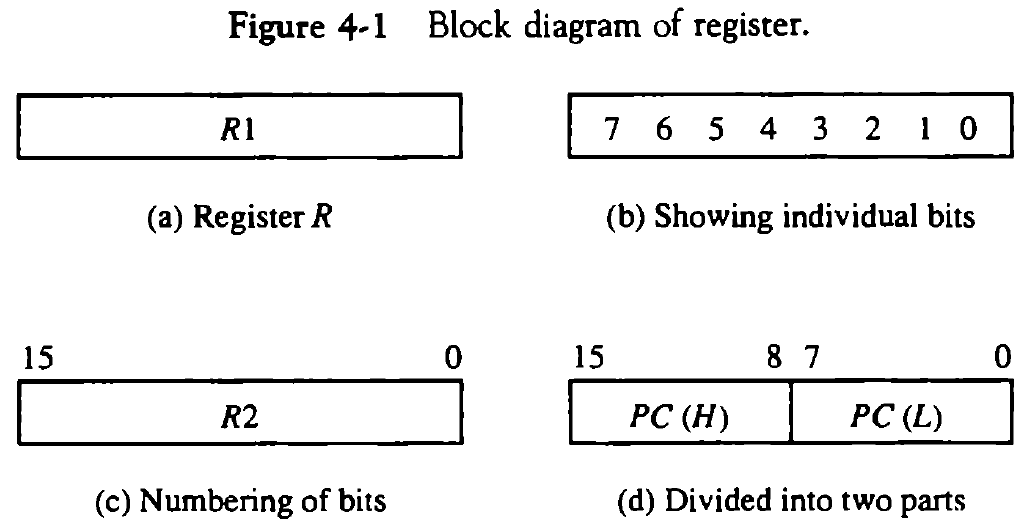 Figure 4-1 Block diagram of register.
R1
7 6 5 4 3 2 1 0
(a) Register R
(b) Showing individual bits
15 0
15 8 7 0
R2
PC (H) PC (L)
(c) Numbering of bits
(d) Divided into two parts